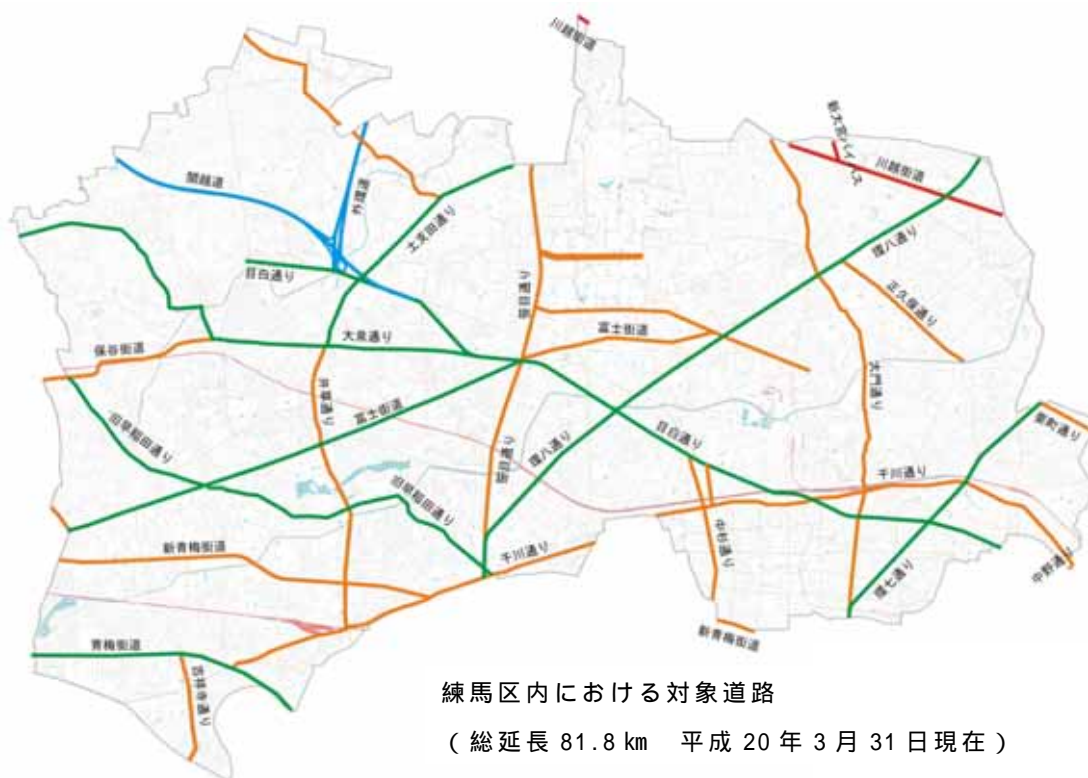 川越街道
新大宮バイパス
川越街道
関越道
外環道
土支田通り
環八通り
目白通り
笹目通り
正久保通り
大泉通り
富士街道
保谷街道
小関道井
大門通り
富士街道
旧早稲田通り
目白通り
要町通り
笹目通り
環八通り
旧早稲田通り
千川通り
新青梅街道
千川通り
中杉通り
環七通り
中野通り
新青梅街道
青梅街道
吉祥寺通り
練馬区内における対象道路
(総延長 81.8 km 平成 20 年 3 月 31 日現在)